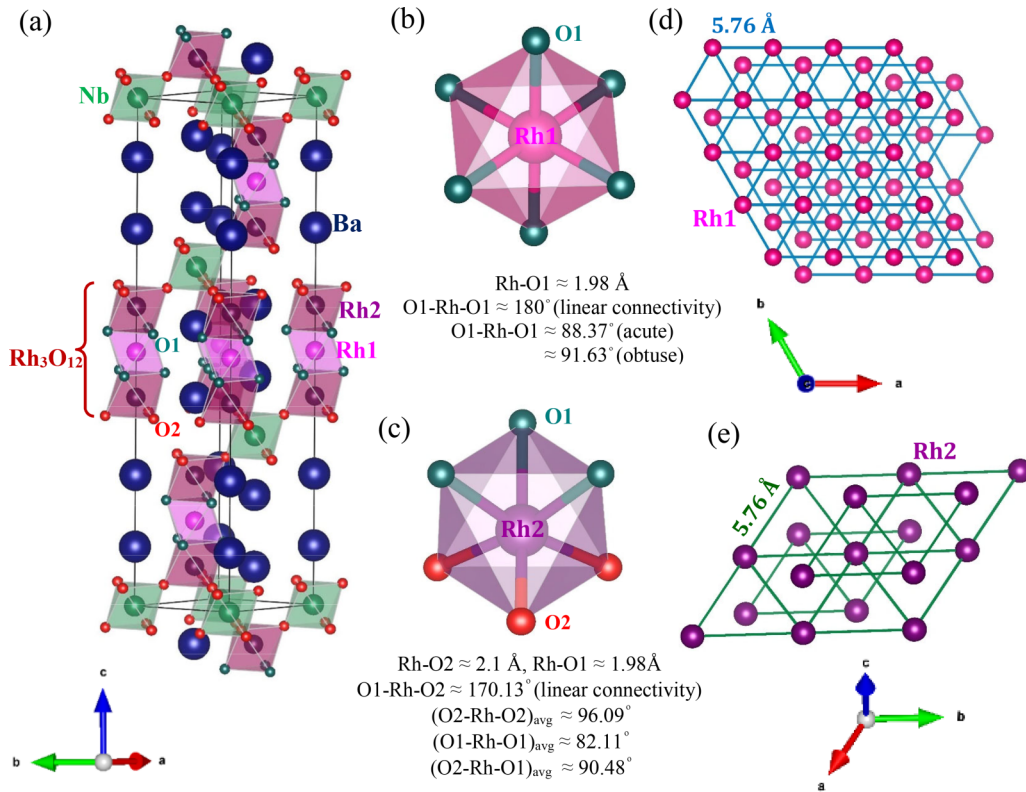 (a)
Nb
Ba
Rh₃O₁₂
O1
O2
Rh2
Rh1
c
b
a
(b)
O1
Rh1
Rh-O1 ≈ 1.98 Å
O1-Rh-O1 ≈ 180° (linear connectivity)
O1-Rh-O1 ≈ 88.37° (acute)
≈ 91.63° (obtuse)
(c)
O1
Rh2
O2
Rh-O2 ≈ 2.1 Å, Rh-O1 ≈ 1.98Å
O1-Rh-O2 ≈ 170.13° (linear connectivity)
(O2-Rh-O2)avg ≈ 96.09°
(O1-Rh-O1)avg ≈ 82.11°
(O2-Rh-O1)avg ≈ 90.48°
(d)
5.76 Å
Rh1
b
a
(e)
Rh2
5.76 Å
c
b
a